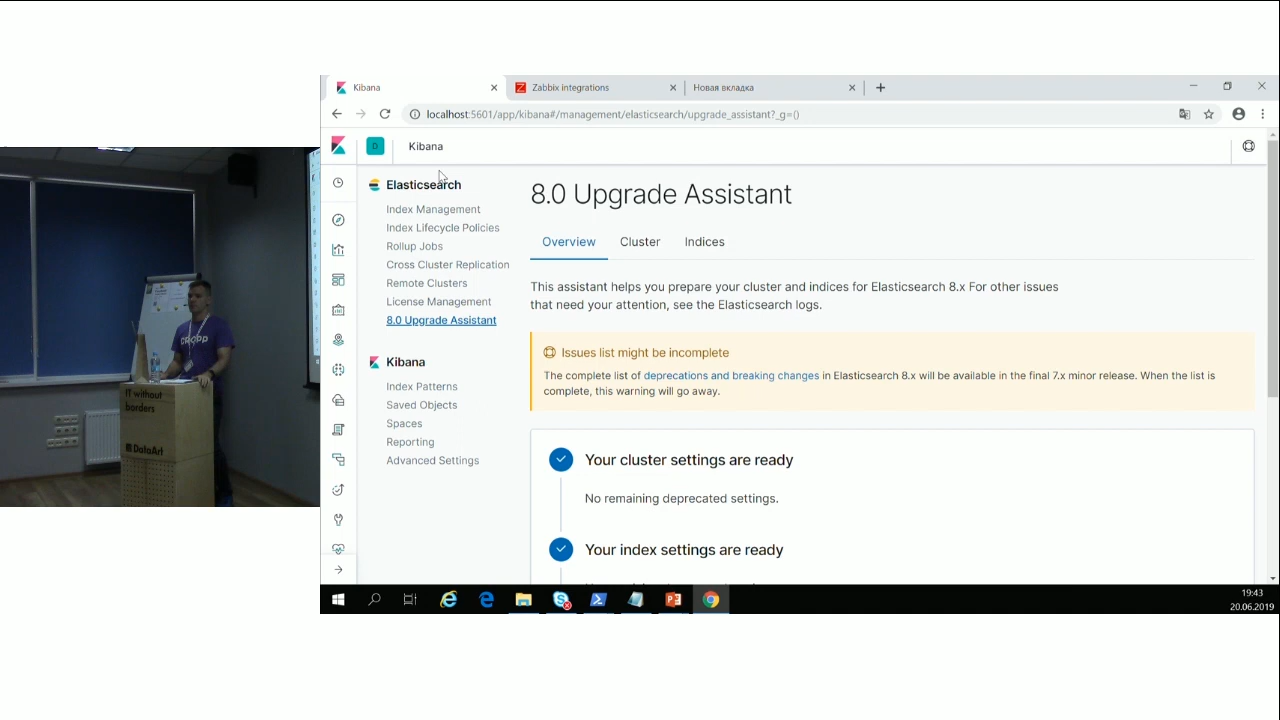 Kibana
Zabbix integrations
Новая вкладка
localhost:5601/app/kibana#/management/elasticsearch/upgrade_assistant?_g=()
D
Kibana
Elasticsearch
Index Management
Index Lifecycle Policies
Rollup Jobs
Cross Cluster Replication
Remote Clusters
License Management
8.0 Upgrade Assistant
Kibana
Index Patterns
Saved Objects
Spaces
Reporting
Advanced Settings
8.0 Upgrade Assistant
Overview
Cluster
Indices
This assistant helps you prepare your cluster and indices for Elasticsearch 8.x For other issues
that need your attention, see the Elasticsearch logs.
Issues list might be incomplete
The complete list of deprecations and breaking changes in Elasticsearch 8.x will be available in the final 7.x minor release. When the list is
complete, this warning will go away.
Your cluster settings are ready
No remaining deprecated settings.
Your index settings are ready
19:43
20.06.2019
IT without
borders
DataArt